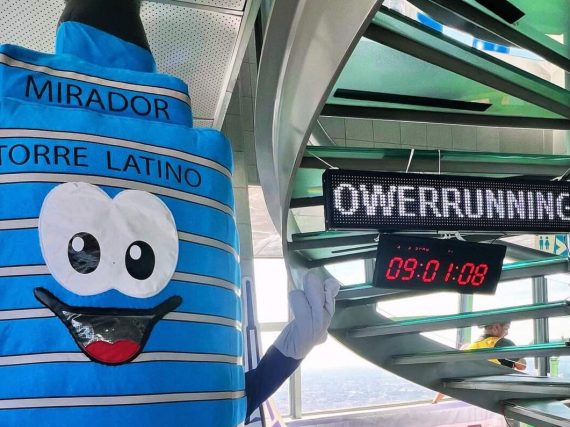 MIRADOR
TORRE LATINO
OWERRUNNING
09:01:08